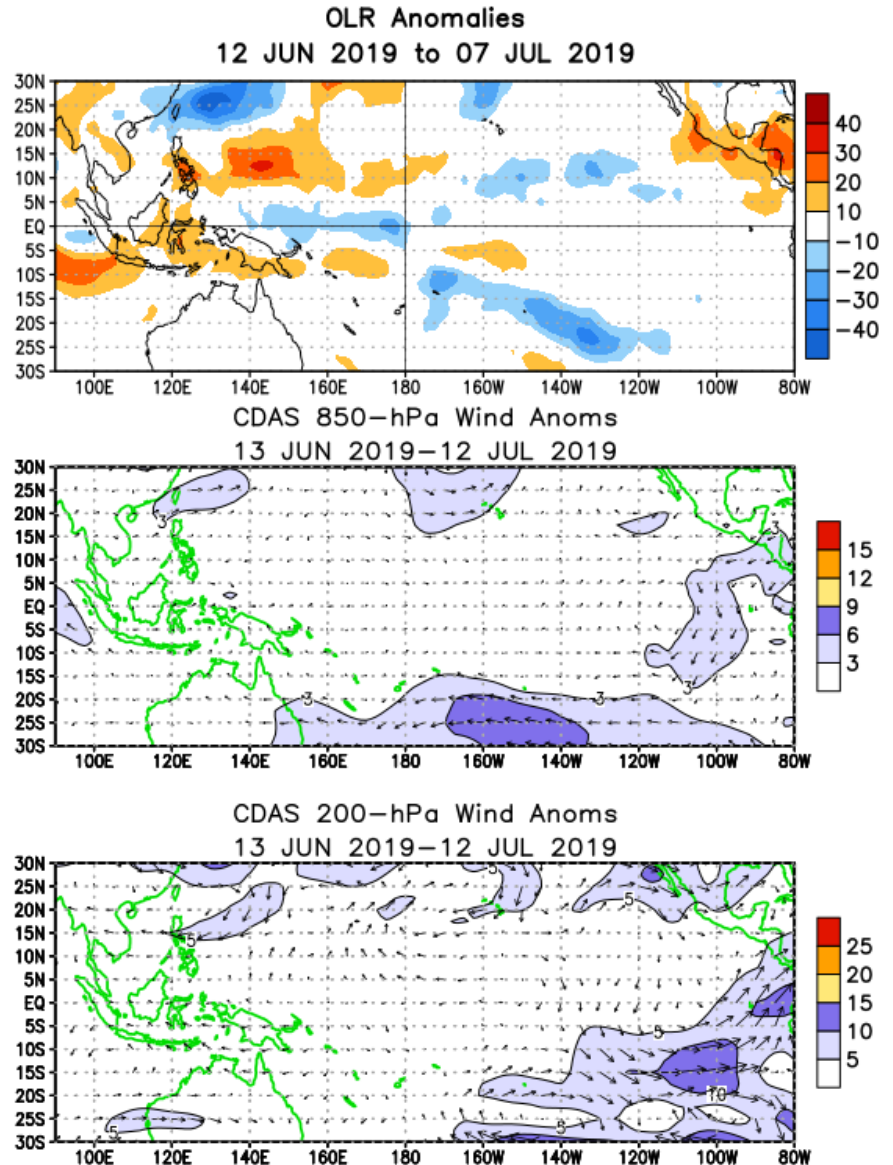 OLR Anomalies
12 JUN 2019 to 07 JUL 2019
30N
25N
20N
15N
10N
5N
EQ
5S
10S
15S
20S
25S
30S
100E 120E 140E 160E 180 160W 140W 120W 100W 80W
40
30
20
10
−10
−20
−30
−40
CDAS 850−hPa Wind Anoms
13 JUN 2019−12 JUL 2019
30N
25N
20N
15N
10N
5N
EQ
5S
10S
15S
20S
25S
30S
3
3
3
3
3
100E 120E 140E 160E 180 160W 140W 120W 100W 80W
15
12
9
6
3
CDAS 200−hPa Wind Anoms
13 JUN 2019−12 JUL 2019
30N
25N
20N
15N
10N
5N
EQ
5S
10S
15S
20S
25S
30S
5
5
5
5
10
5
5
100E 120E 140E 160E 180 160W 140W 120W 100W 80W
25
20
15
10
5